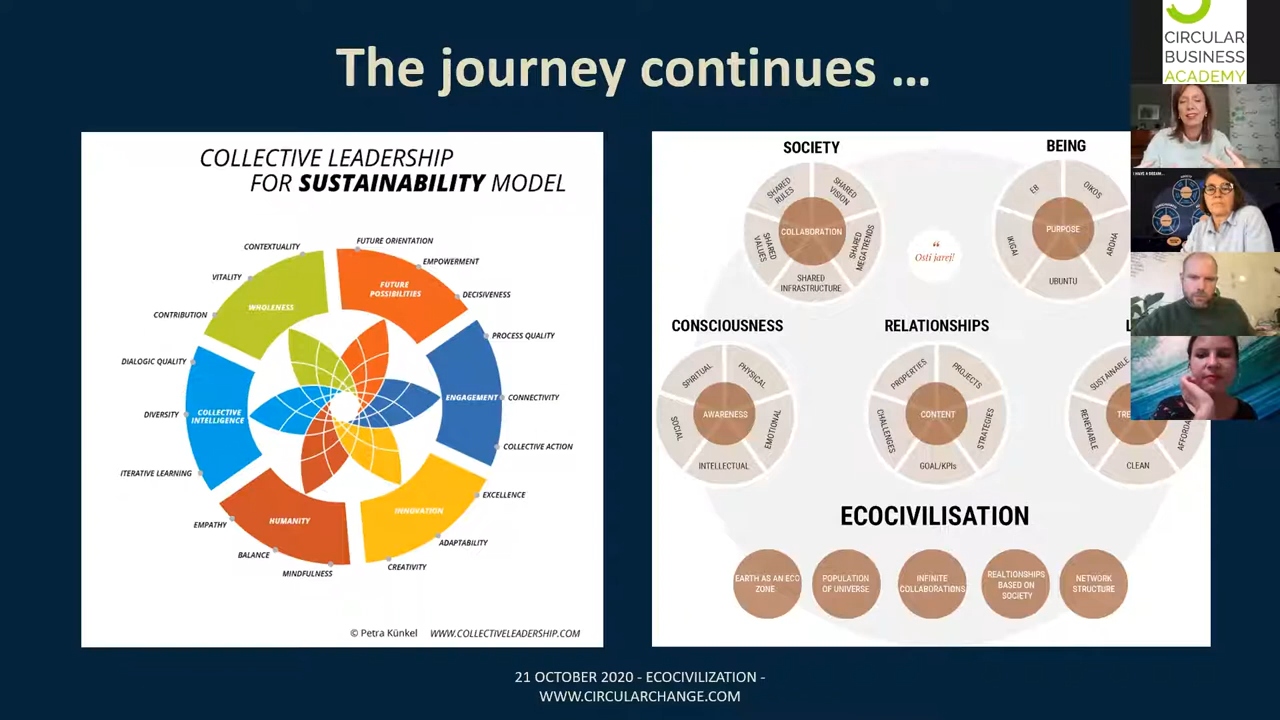 The journey continues ...
CIRCULAR
BUSINESS
ACADEMY
COLLECTIVE LEADERSHIP
FOR SUSTAINABILITY MODEL
CONTEXTUALITY
VITALITY
CONTRIBUTION
WHOLENESS
FUTURE ORIENTATION
EMPOWERMENT
DECISIVENESS
FUTURE
POSSIBILITIES
DIALOGIC QUALITY
DIVERSITY
ITERATIVE LEARNING
COLLECTIVE
INTELLIGENCE
PROCESS QUALITY
CONNECTIVITY
COLLECTIVE ACTION
ENGAGEMENT
EMPATHY
BALANCE
MINDFULNESS
HUMANITY
EXCELLENCE
ADAPTABILITY
CREATIVITY
INNOVATION
© Petra Künkel WWW.COLLECTIVELEADERSHIP.COM
SOCIETY
SHARED
RULES
SHARED
VISION
SHARED
VALUES
COLLABORATION
SHARED
MEGATRENDS
SHARED
INFRASTRUCTURE
“
Osti jarej!
BEING
EB
OIKOS
IKIGAI
PURPOSE
ARDHA
UBUNTU
I HAVE A DREAM...
CONSCIOUSNESS
SPIRITUAL
PHYSICAL
SOCIAL
AWARENESS
EMOTIONAL
INTELLECTUAL
RELATIONSHIPS
PROPERTIES
PROJECTS
CHALLENGES
CONTENT
STRATEGIES
GOAL/KPIs
L
SUSTAINABLE
RENEWABLE
TRE
AFFORD
CLEAN
ECOCIVILISATION
EARTH AS AN ECO
ZONE
POPULATION
OF UNIVERSE
INFINITE
COLLABORATIONS
REALTIONSHIPS
BASED ON
SOCIETY
NETWORK
STRUCTURE
21 OCTOBER 2020 - ECOCIVILIZATION -
WWW.CIRCULARCHANGE.COM